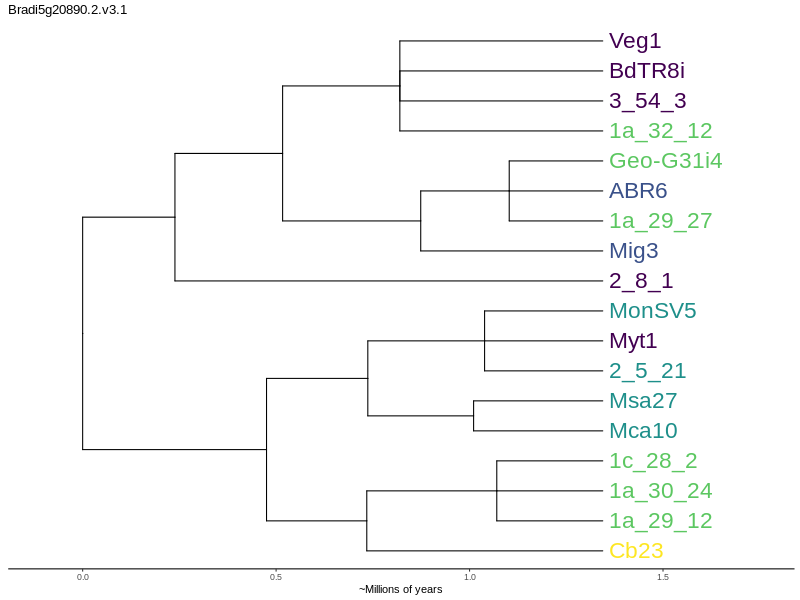 Bradi5g20890.2.v3.1
Veg1
BdTR8i
3_54_3
1a_32_12
Geo-G31i4
ABR6
1a_29_27
Mig3
2_8_1
MonSV5
Myt1
2_5_21
Msa27
Mca10
1c_28_2
1a_30_24
1a_29_12
Cb23
0.0 0.5 1.0 1.5
~Millions of years